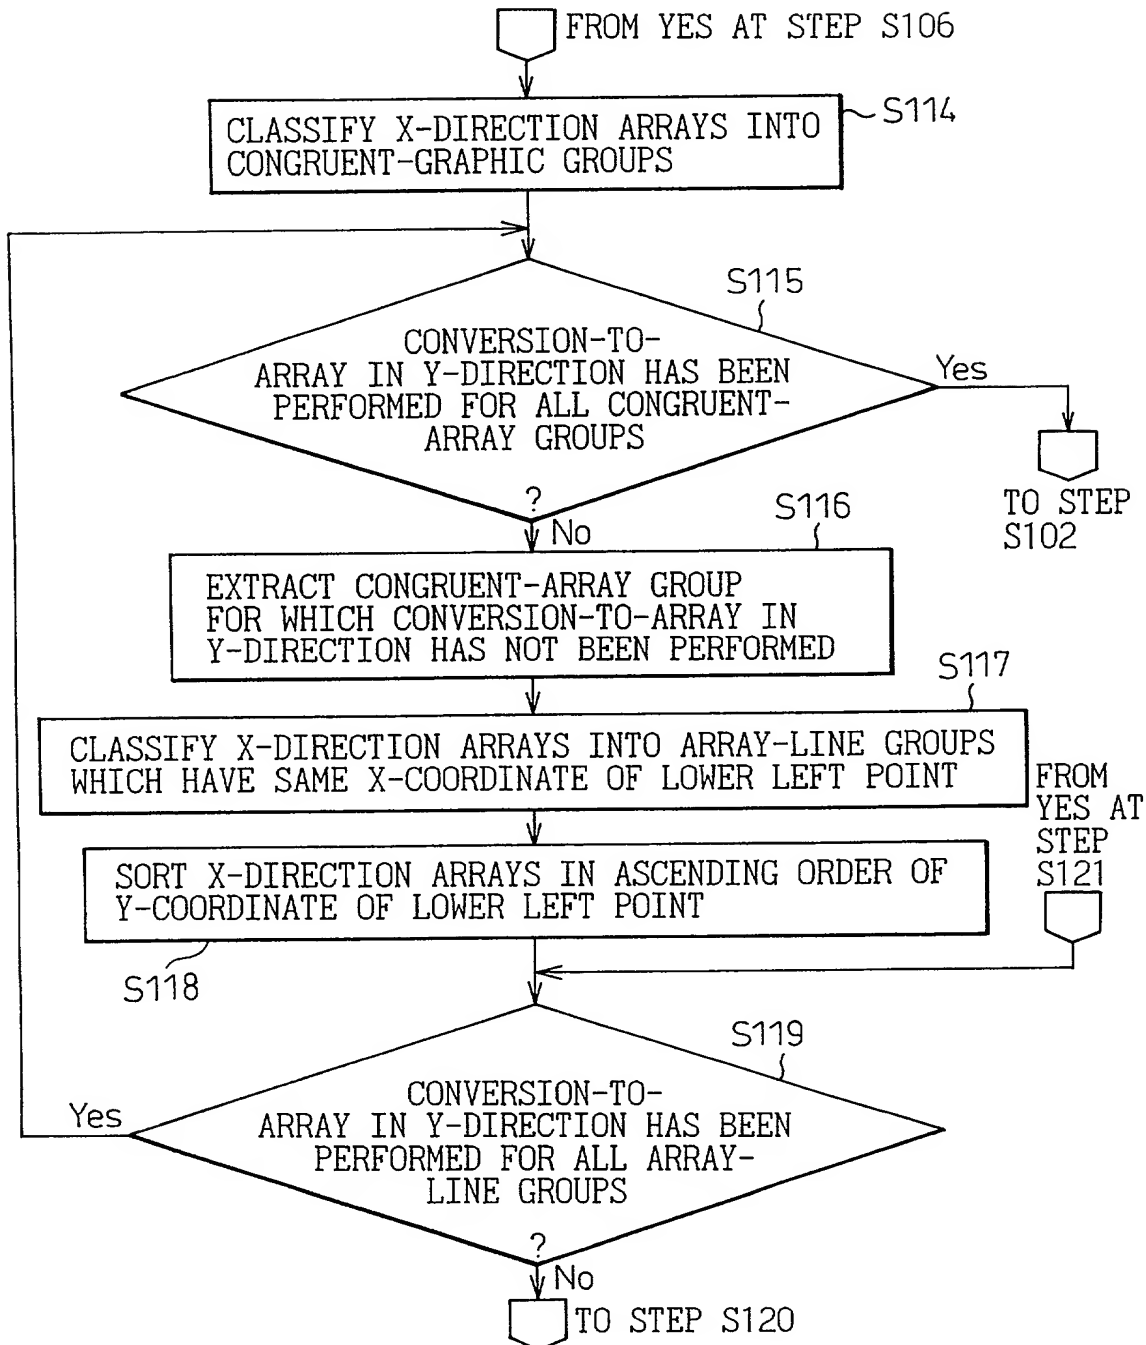 FROM YES AT STEP S106
S114
CLASSIFY X-DIRECTION ARRAYS INTO
CONGRUENT-GRAPHIC GROUPS
S115
CONVERSION-TO-
ARRAY IN Y-DIRECTION HAS BEEN
PERFORMED FOR ALL CONGRUENT-
ARRAY GROUPS
?
Yes
TO STEP
S102
No
S116
EXTRACT CONGRUENT-ARRAY GROUP
FOR WHICH CONVERSION-TO-ARRAY IN
Y-DIRECTION HAS NOT BEEN PERFORMED
S117
CLASSIFY X-DIRECTION ARRAYS INTO ARRAY-LINE GROUPS
WHICH HAVE SAME X-COORDINATE OF LOWER LEFT POINT
FROM
YES AT
STEP
S121
SORT X-DIRECTION ARRAYS IN ASCENDING ORDER OF
Y-COORDINATE OF LOWER LEFT POINT
S118
S119
CONVERSION-TO-
ARRAY IN Y-DIRECTION HAS BEEN
PERFORMED FOR ALL ARRAY-
LINE GROUPS
?
Yes
No
TO STEP S120